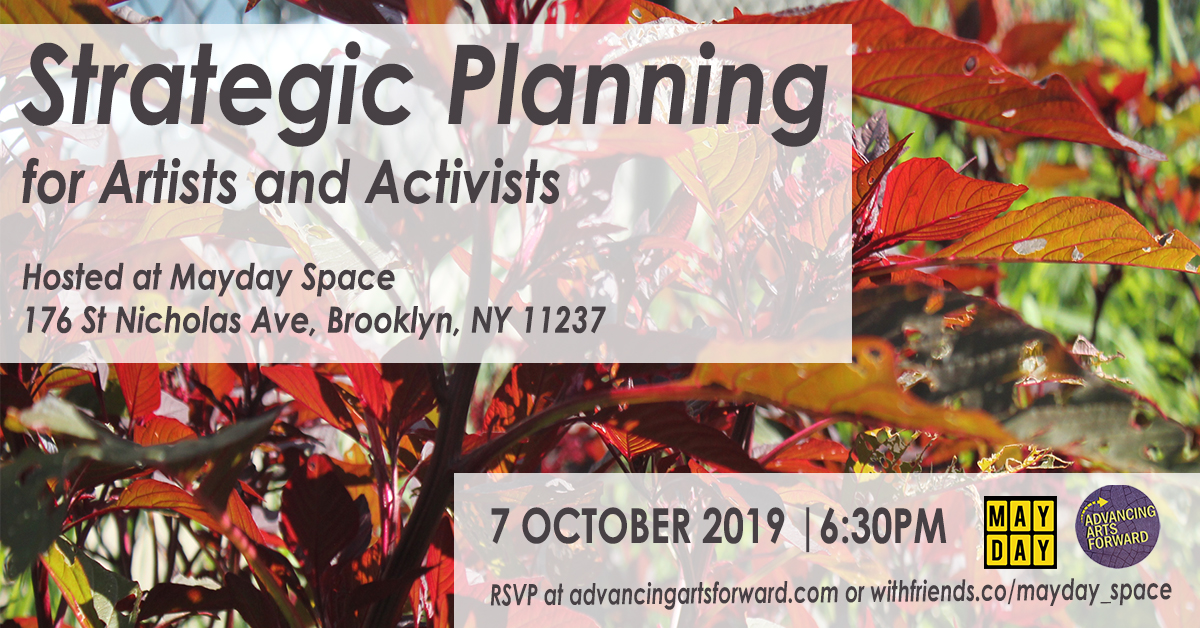 Strategic Planning
for Artists and Activists
Hosted at Mayday Space
176 St Nicholas Ave, Brooklyn, NY 11237
7 OCTOBER 2019 |6:30PM
MAY
DAY
ADVANCING
ARTS
FORWARD
RSVP at advancingartsforward.com or withfriends.co/mayday_space